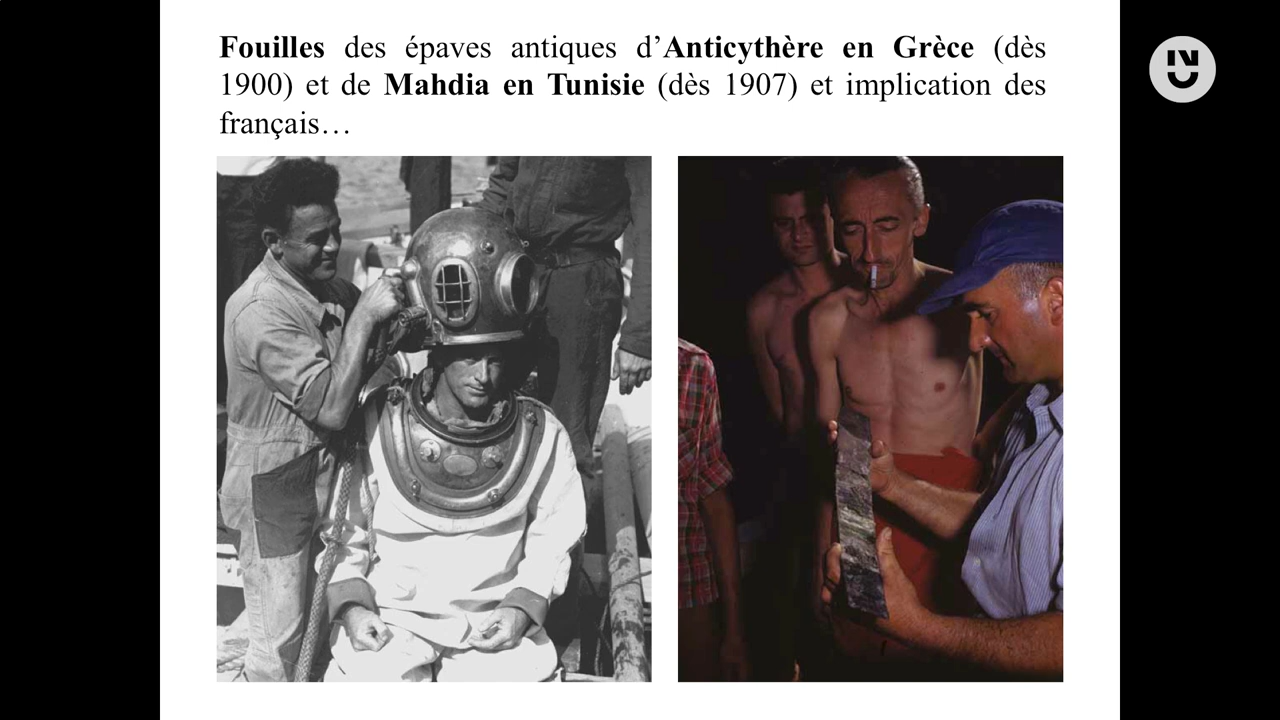 Fouilles des épaves antiques d’Anticythère en Grèce (dès
1900) et de Mahdia en Tunisie (dès 1907) et implication des
français…